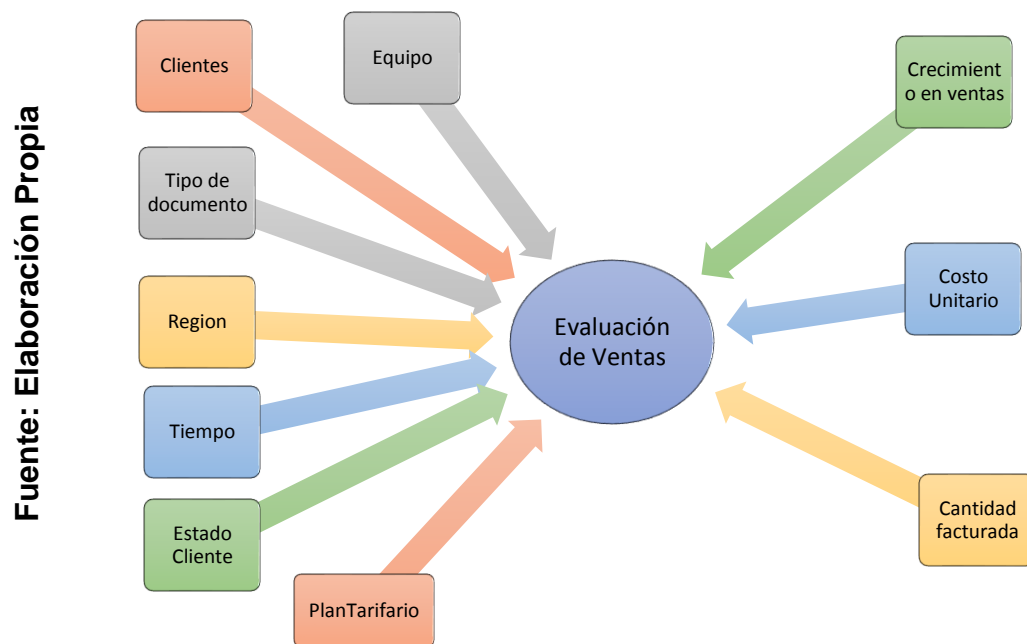 Fuente: Elaboración Propia
Clientes
Equipo
Crecimient
o en ventas
Tipo de
documento
Region
Costo
Unitario
Evaluación
de Ventas
Tiempo
Estado
Cliente
Cantidad
facturada
PlanTarifario